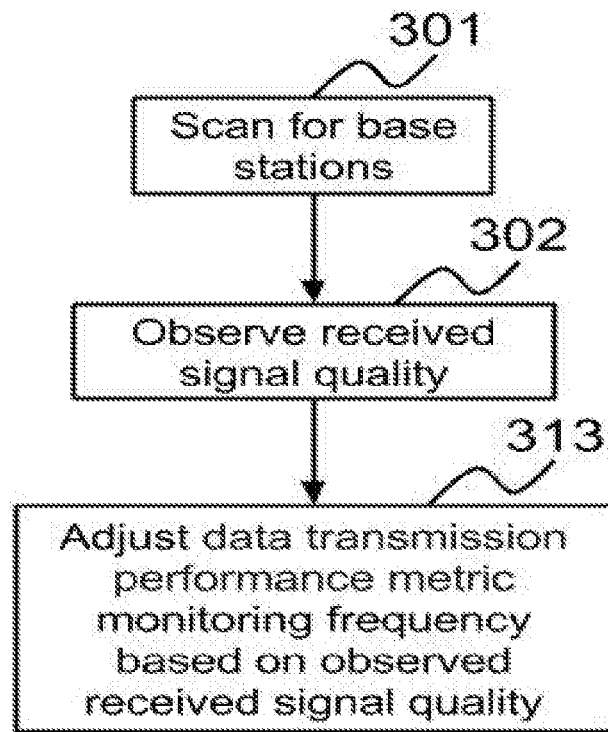 301
Scan for base
stations
302
Observe received
signal quality
313
Adjust data transmission
performance metric
monitoring frequency
based on observed
received signal quality